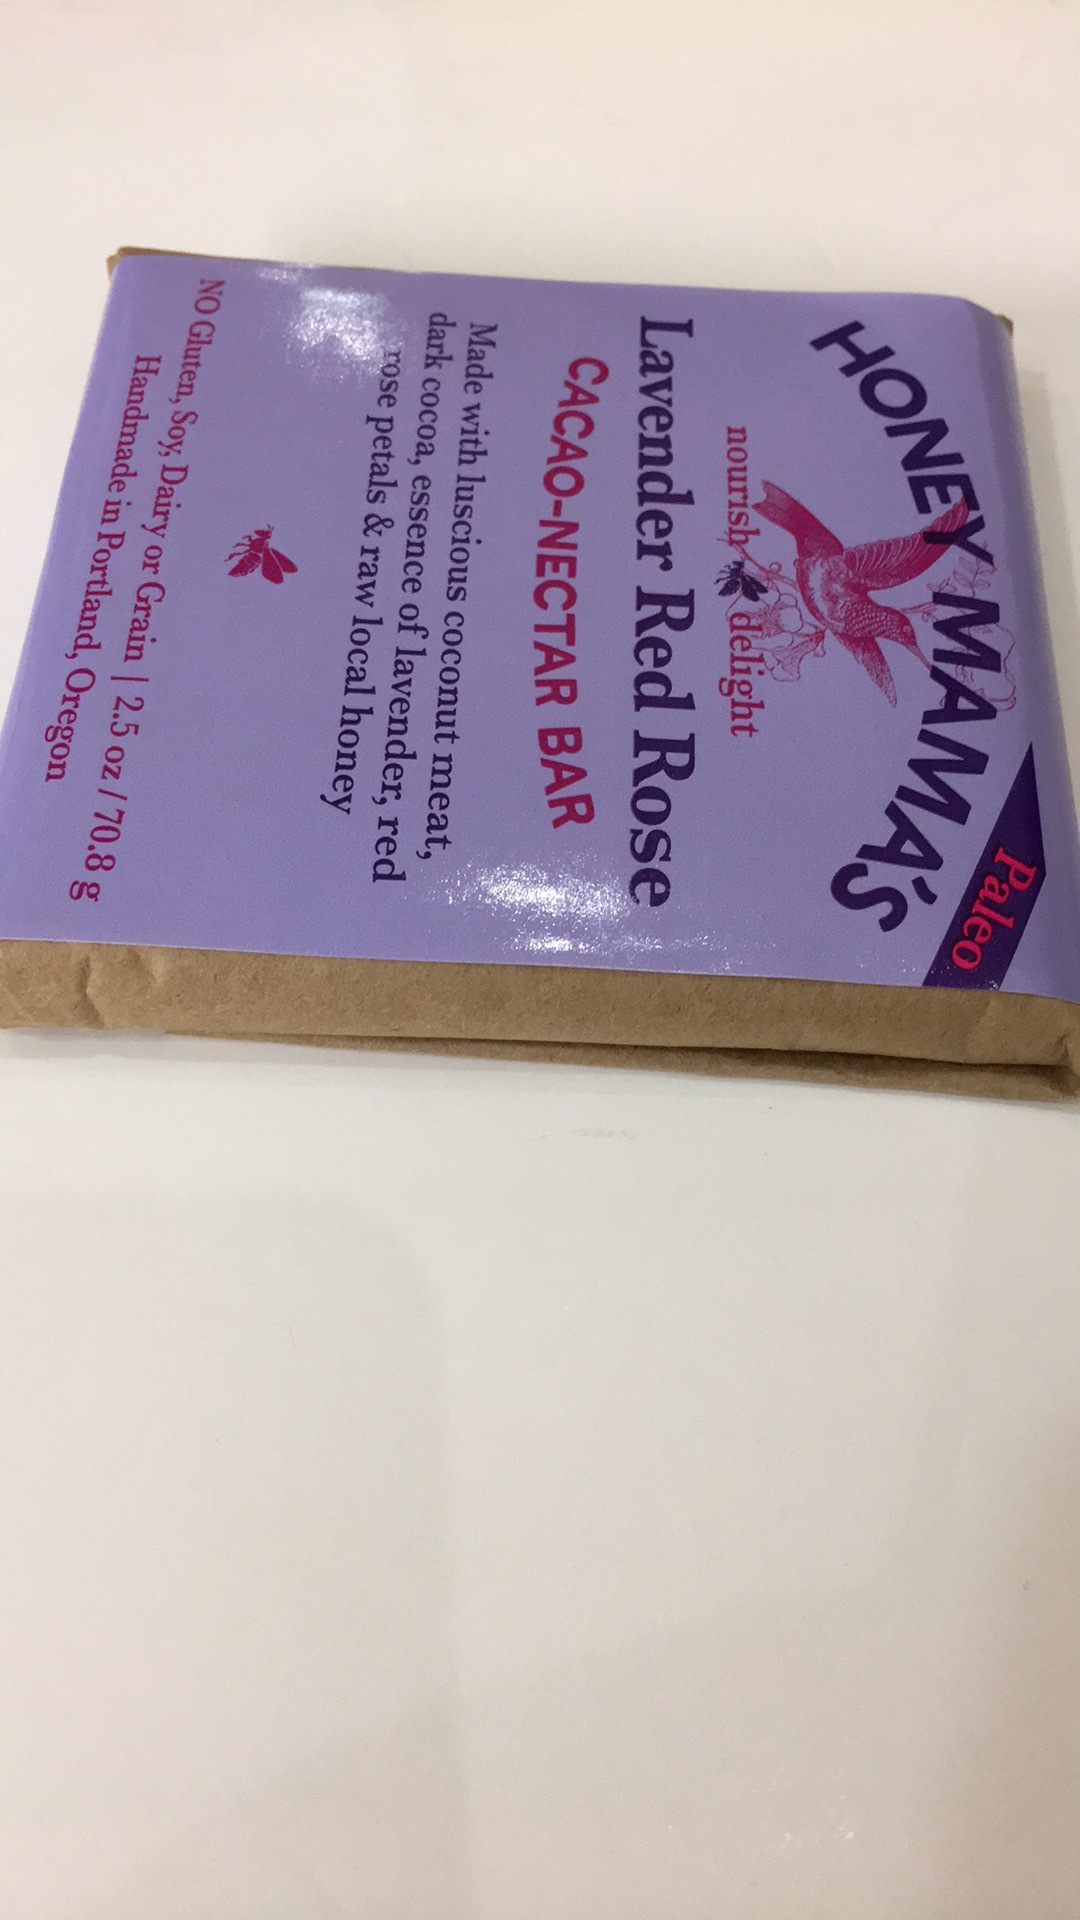 HONEY MAMA'S
Paleo
nourish delight
Lavender Red Rose
CACAO-NECTAR BAR
Made with luscious coconut meat,
dark cocoa, essence of lavender, red
rose petals & raw local honey
NO Gluten, Soy, Dairy or Grain | 2.5 oz / 70.8 g
Handmade in Portland, Oregon